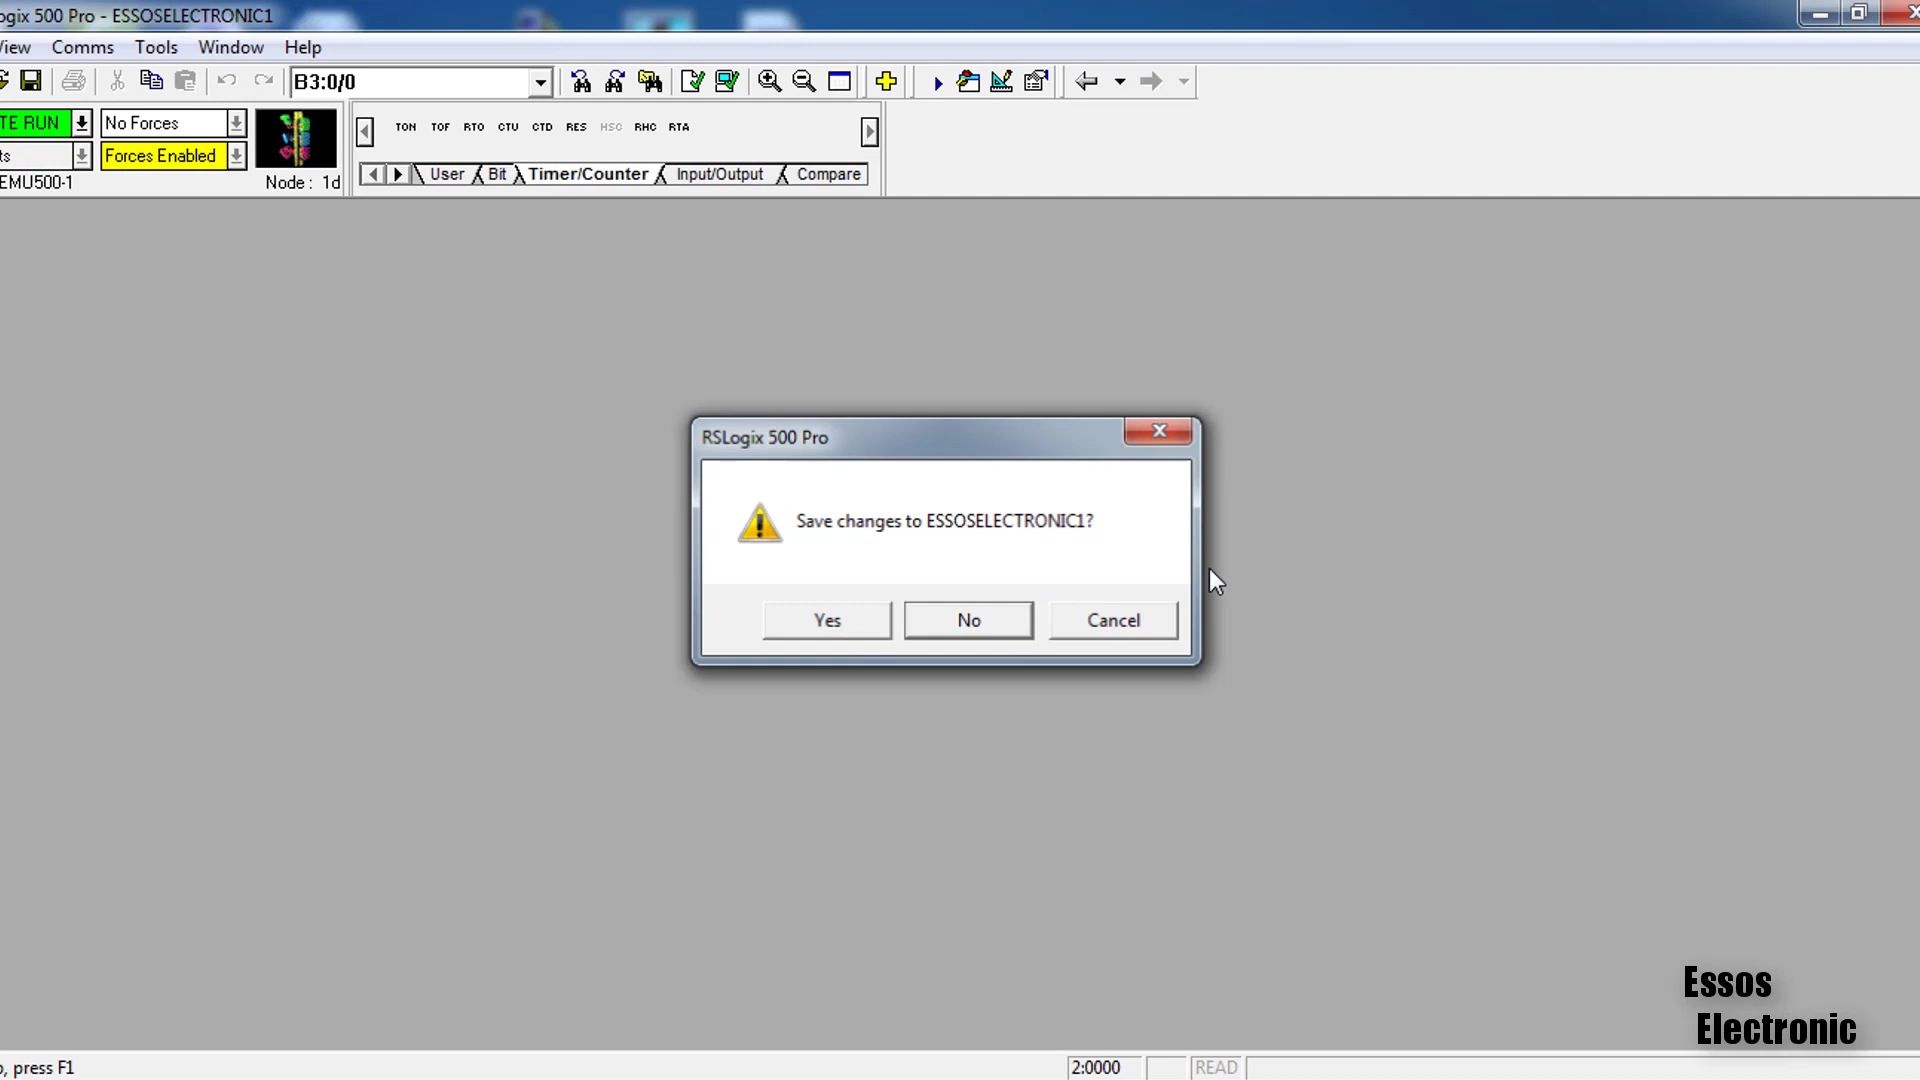 ogix 500 Pro - ESSOSELECTRONIC1
View Comms Tools Window Help
B3:0/0
TE RUN No Forces
TON TOF RTO CTU CTD RES HSC RHC RTA
ts Forces Enabled
User Bit Timer/Counter Input/Output Compare
EMU500-1 Node : 1d
RSLogix 500 Pro
Save changes to ESSOSELECTRONIC1?
Yes No Cancel
Essos
Electronic
p, press F1 2:0000 READ